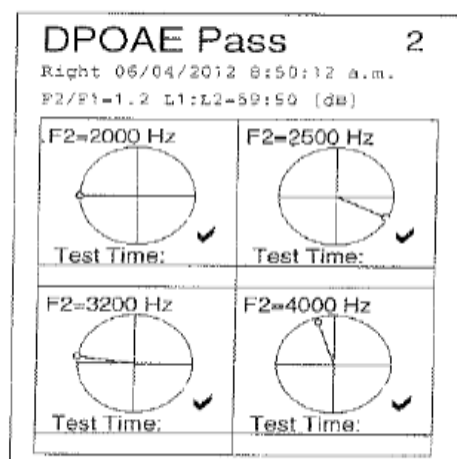 DPOAE Pass 2
Right 06/04/2012 8:50:12 a.m.
F2/F1=1.2 L1:L2=59:50 (dB)
F2=2000 Hz F2=2500 Hz
Test Time: Test Time:
F2=3200 Hz F2=4000 Hz
Test Time: Test Time: